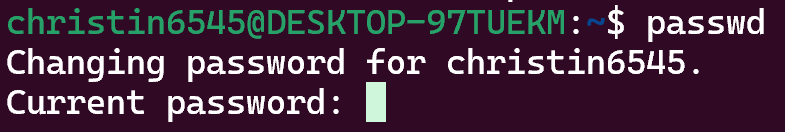 christin6545@DESKTOP-97TUEKM:~$ passwd
Changing password for christin6545.
Current password: